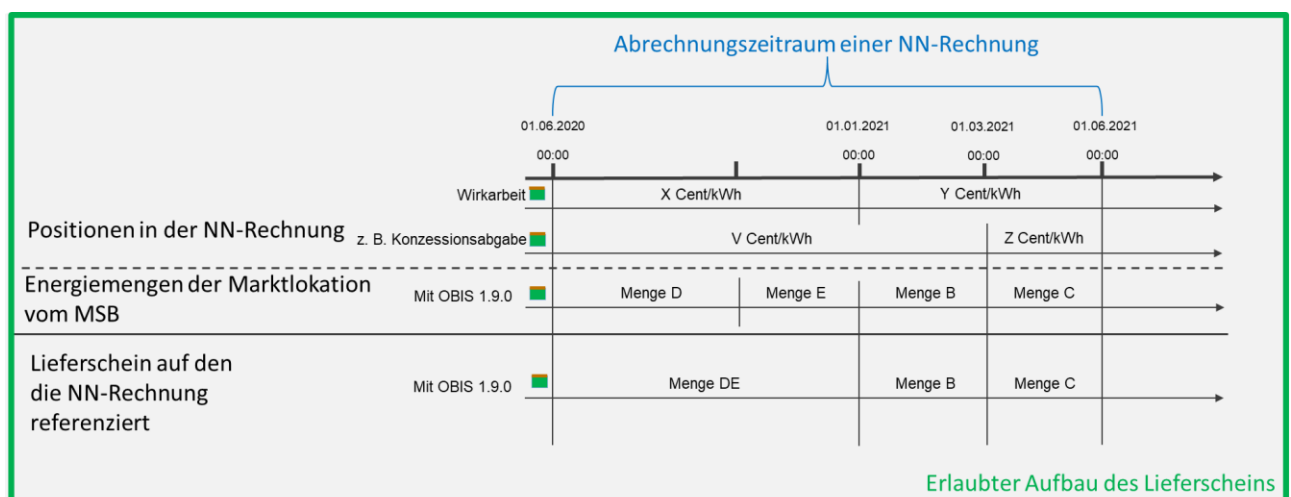 Abrechnungszeitraum einer NN-Rechnung
01.06.2020 01.01.2021 01.03.2021 01.06.2021
00:00 00:00 00:00 00:00
Wirkarbeit X Cent/kWh Y Cent/kWh
Positionen in der NN-Rechnung z. B. Konzessionsabgabe V Cent/kWh Z Cent/kWh
Energiemengen der Marktlokation
vom MSB
Mit OBIS 1.9.0 Menge D Menge E Menge B Menge C
Lieferschein auf den
die NN-Rechnung
referenziert
Mit OBIS 1.9.0 Menge DE Menge B Menge C
Erlaubter Aufbau des Lieferscheins